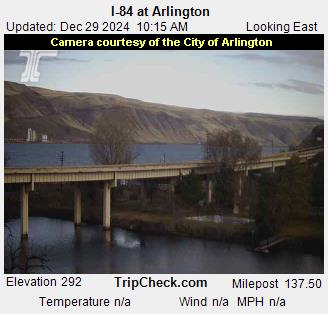 I-84 at Arlington
Updated: Dec 29 2024 10:15 AM Looking East
Camera courtesy of the City of Arlington
Elevation 292 TripCheck.com Milepost 137.50
Temperature n/a Wind n/a MPH n/a